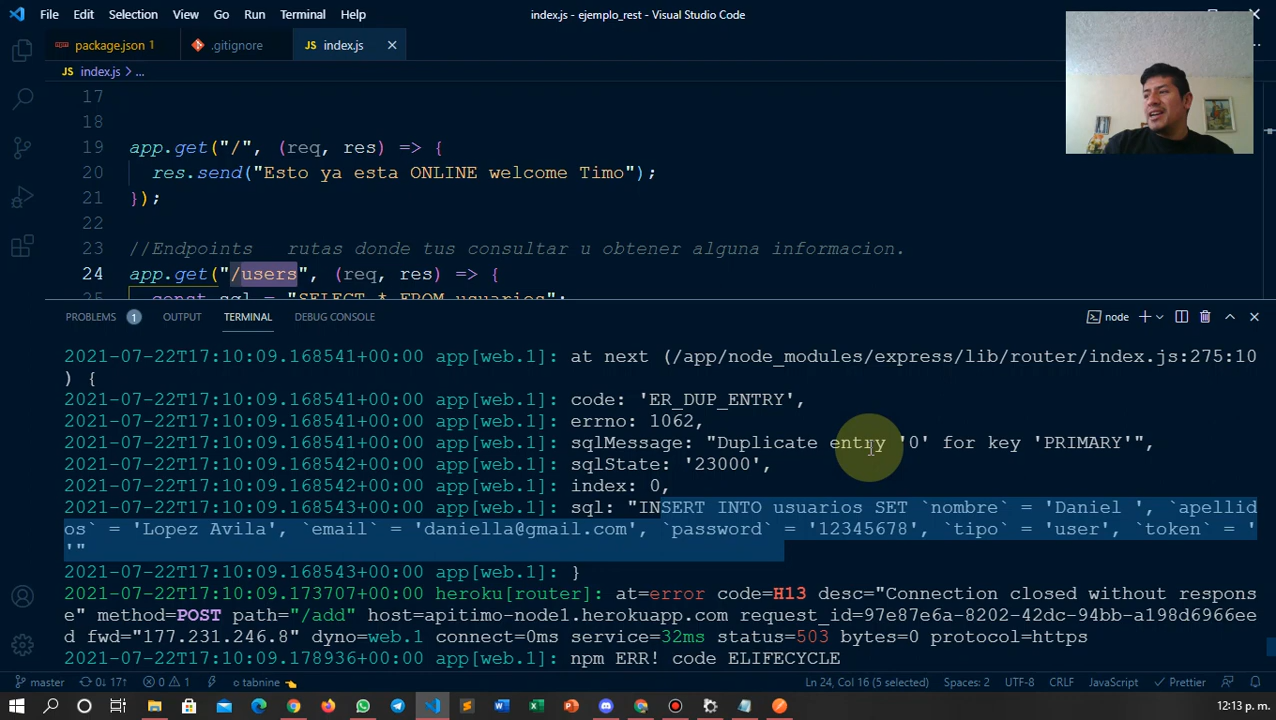 File Edit Selection View Go Run Terminal Help index.js - ejemplo_rest - Visual Studio Code
package.json 1 .gitignore JS index.js
JS index.js > ...
17
18
19 app.get("/", (req, res) => {
20 res.send("Esto ya esta ONLINE welcome Timo");
21 });
22
23 //Endpoints rutas donde tus consultar u obtener alguna informacion.
24 app.get("/users", (req, res) => {
25 const sql = "SELECT * FROM usuarios";
PROBLEMS 1 OUTPUT TERMINAL DEBUG CONSOLE node
2021-07-22T17:10:09.168541+00:00 app[web.1]: at next (/app/node_modules/express/lib/router/index.js:275:10
) {
2021-07-22T17:10:09.168541+00:00 app[web.1]: code: 'ER_DUP_ENTRY',
2021-07-22T17:10:09.168542+00:00 app[web.1]: errno: 1062,
2021-07-22T17:10:09.168542+00:00 app[web.1]: sqlMessage: "Duplicate entry '0' for key 'PRIMARY'",
2021-07-22T17:10:09.168542+00:00 app[web.1]: sqlState: '23000',
2021-07-22T17:10:09.168542+00:00 app[web.1]: index: 0,
2021-07-22T17:10:09.168543+00:00 app[web.1]: sql: "INSERT INTO usuarios SET `nombre` = 'Daniel ', `apellid
os` = 'Lopez Avila', `email` = 'daniella@gmail.com', `password` = '12345678', `tipo` = 'user', `token` = '
'"
2021-07-22T17:10:09.168543+00:00 app[web.1]: }
2021-07-22T17:10:09.173707+00:00 heroku[router]: at=error code=H13 desc="Connection closed without respons
e" method=POST path="/add" host=apitimo-node1.herokuapp.com request_id=97e87e6a-8202-42dc-94bb-a198d6966ee
d fwd="177.231.246.8" dyno=web.1 connect=0ms service=32ms status=503 bytes=0 protocol=https
2021-07-22T17:10:09.178936+00:00 app[web.1]: npm ERR! code ELIFECYCLE
master 0↓ 17↑ 0 1 tabnine Ln 24, Col 16 (5 selected) Spaces: 2 UTF-8 CRLF JavaScript Prettier
12:13 p. m.